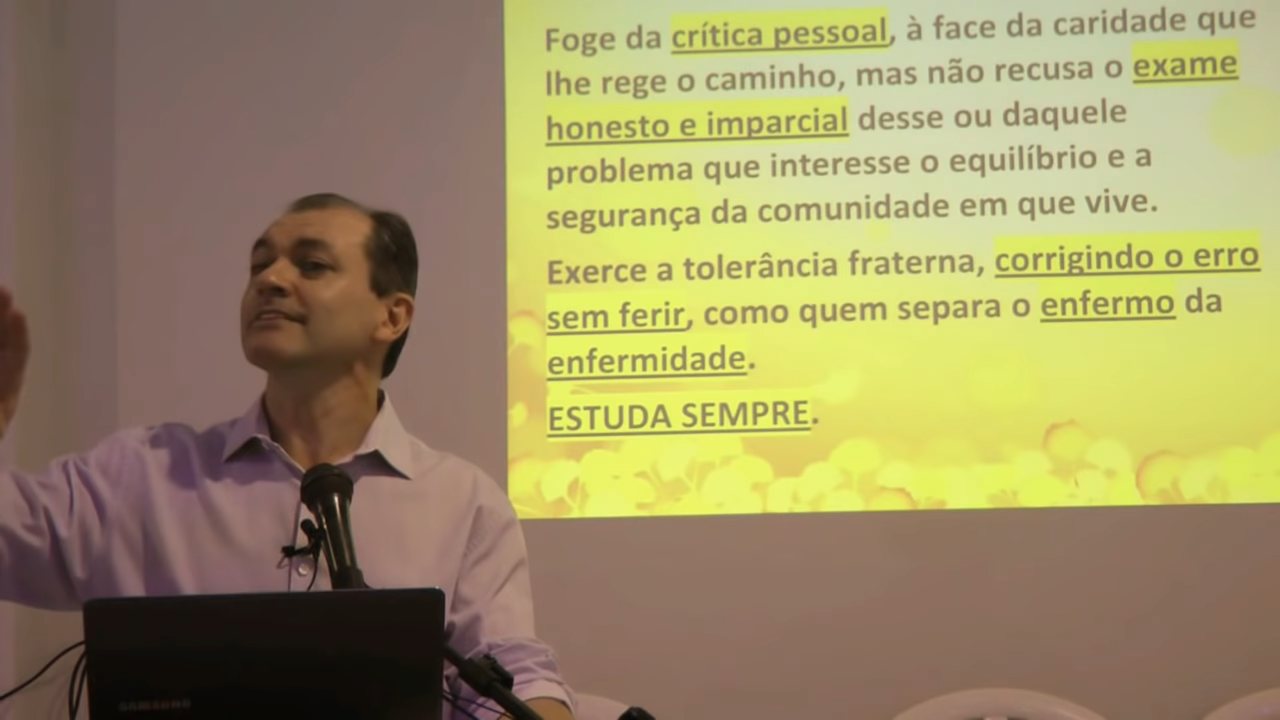 Foge da crítica pessoal, à face da caridade que
lhe rege o caminho, mas não recusa o exame
honesto e imparcial desse ou daquele
problema que interesse o equilíbrio e a
segurança da comunidade em que vive.
Exerce a tolerância fraterna, corrigindo o erro
sem ferir, como quem separa o enfermo da
enfermidade.
ESTUDA SEMPRE.
SAMSUNG